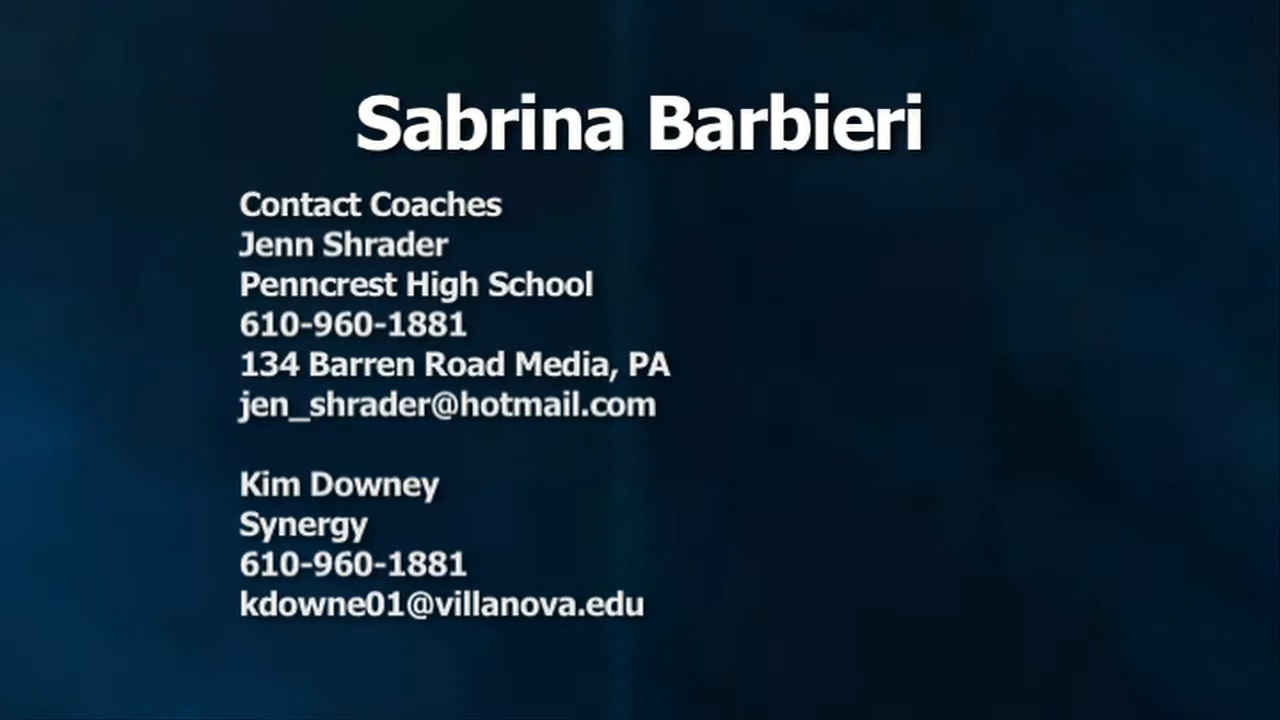 Sabrina Barbieri
Contact Coaches
Jenn Shrader
Penncrest High School
610-960-1881
134 Barren Road Media, PA
jen_shrader@hotmail.com
Kim Downey
Synergy
610-960-1881
kdowne01@villanova.edu